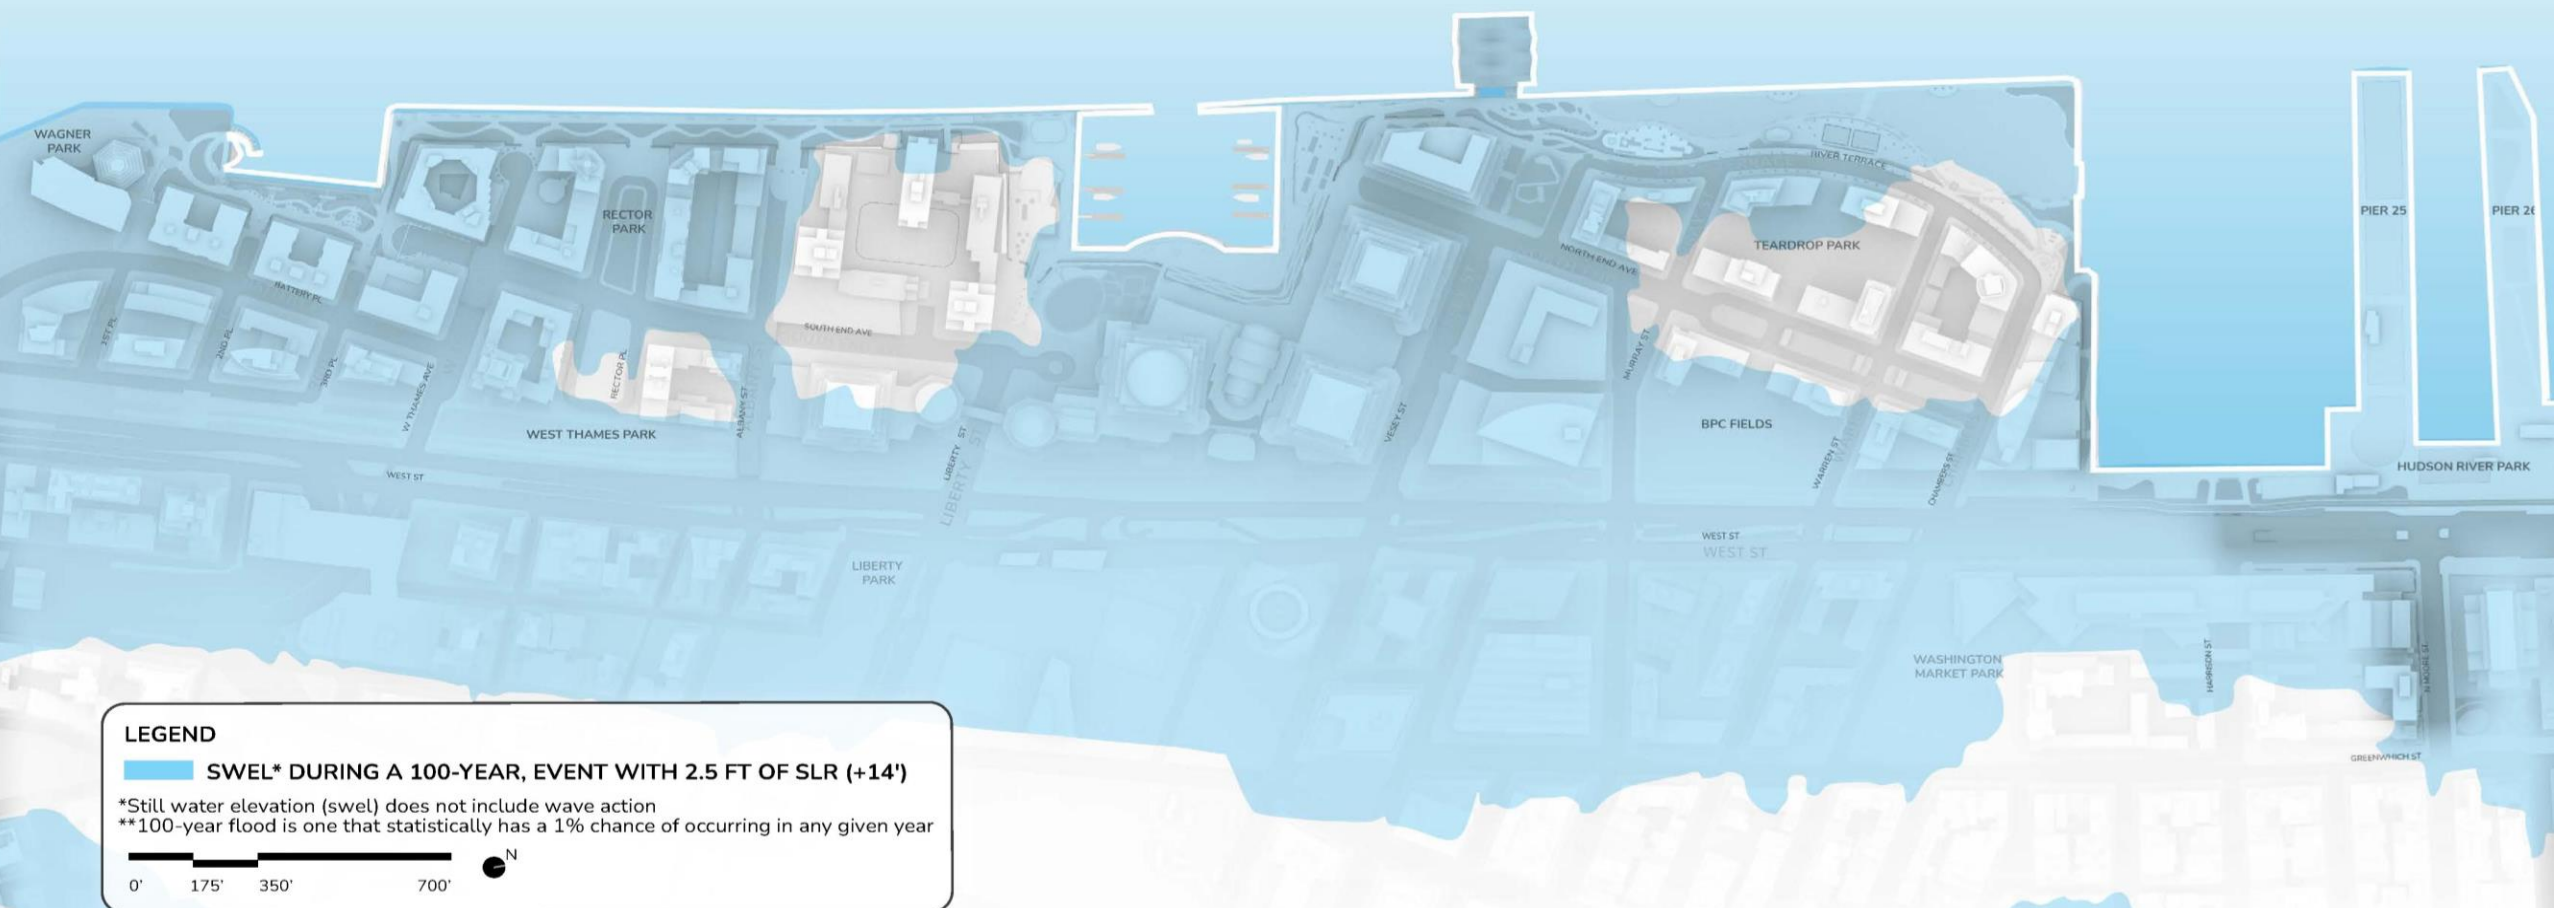 WAGNER
PARK
RECTOR
PARK
RIVER TERRACE
PIER 25
PIER 26
TEARDROP PARK
NORTH END AVE
BATTERY PL
SOUTH END AVE
1ST PL
2ND PL
3RD PL
W THAMES AVE
RECTOR PL
ALBANY ST
MURRAY ST
WEST THAMES PARK
BPC FIELDS
LIBERTY ST
LIBERTY ST
VESEY ST
WARREN ST
CHAMBERS ST
HUDSON RIVER PARK
WEST ST
WEST ST
WEST ST
LIBERTY
PARK
WASHINGTON
MARKET PARK
HARRISON ST
N MOORE ST
GREENWHICH ST
LEGEND
SWEL* DURING A 100-YEAR, EVENT WITH 2.5 FT OF SLR (+14')
*Still water elevation (swel) does not include wave action
**100-year flood is one that statistically has a 1% chance of occurring in any given year
N
0' 175' 350' 700'